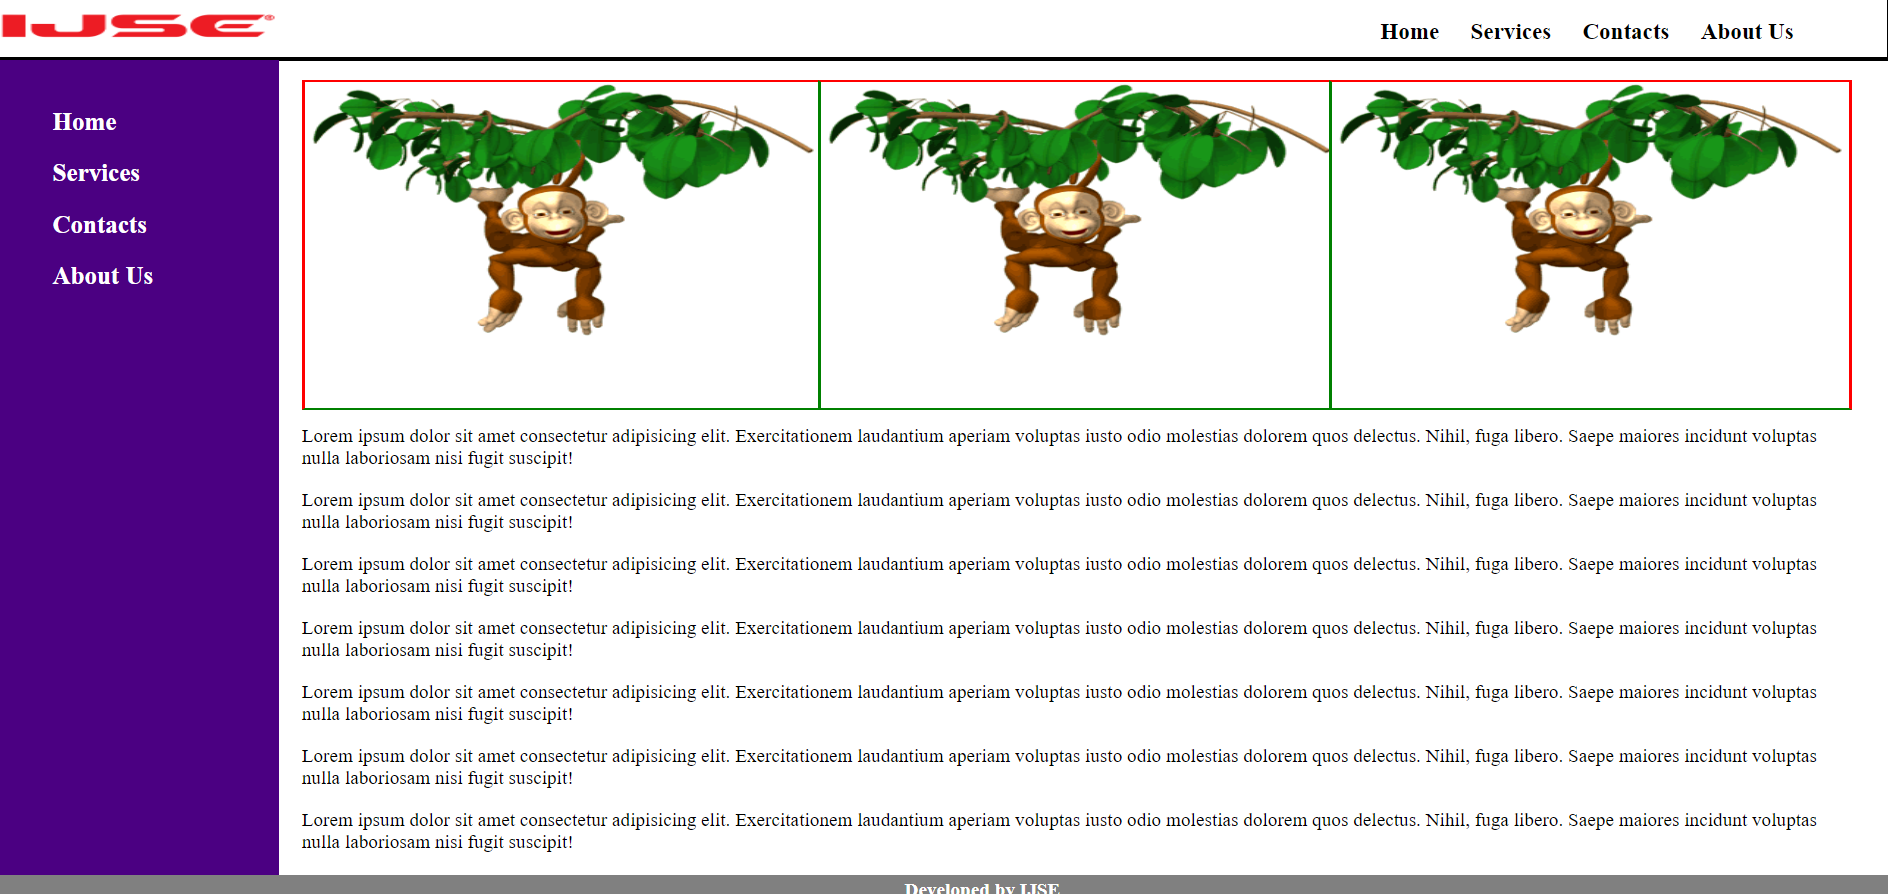 IJSE®
Home Services Contacts About Us
Home
Services
Contacts
About Us
Lorem ipsum dolor sit amet consectetur adipisicing elit. Exercitationem laudantium aperiam voluptas iusto odio molestias dolorem quos delectus. Nihil, fuga libero. Saepe maiores incidunt voluptas
nulla laboriosam nisi fugit suscipit!
Lorem ipsum dolor sit amet consectetur adipisicing elit. Exercitationem laudantium aperiam voluptas iusto odio molestias dolorem quos delectus. Nihil, fuga libero. Saepe maiores incidunt voluptas
nulla laboriosam nisi fugit suscipit!
Lorem ipsum dolor sit amet consectetur adipisicing elit. Exercitationem laudantium aperiam voluptas iusto odio molestias dolorem quos delectus. Nihil, fuga libero. Saepe maiores incidunt voluptas
nulla laboriosam nisi fugit suscipit!
Lorem ipsum dolor sit amet consectetur adipisicing elit. Exercitationem laudantium aperiam voluptas iusto odio molestias dolorem quos delectus. Nihil, fuga libero. Saepe maiores incidunt voluptas
nulla laboriosam nisi fugit suscipit!
Lorem ipsum dolor sit amet consectetur adipisicing elit. Exercitationem laudantium aperiam voluptas iusto odio molestias dolorem quos delectus. Nihil, fuga libero. Saepe maiores incidunt voluptas
nulla laboriosam nisi fugit suscipit!
Lorem ipsum dolor sit amet consectetur adipisicing elit. Exercitationem laudantium aperiam voluptas iusto odio molestias dolorem quos delectus. Nihil, fuga libero. Saepe maiores incidunt voluptas
nulla laboriosam nisi fugit suscipit!
Lorem ipsum dolor sit amet consectetur adipisicing elit. Exercitationem laudantium aperiam voluptas iusto odio molestias dolorem quos delectus. Nihil, fuga libero. Saepe maiores incidunt voluptas
nulla laboriosam nisi fugit suscipit!
Developed by IJSE